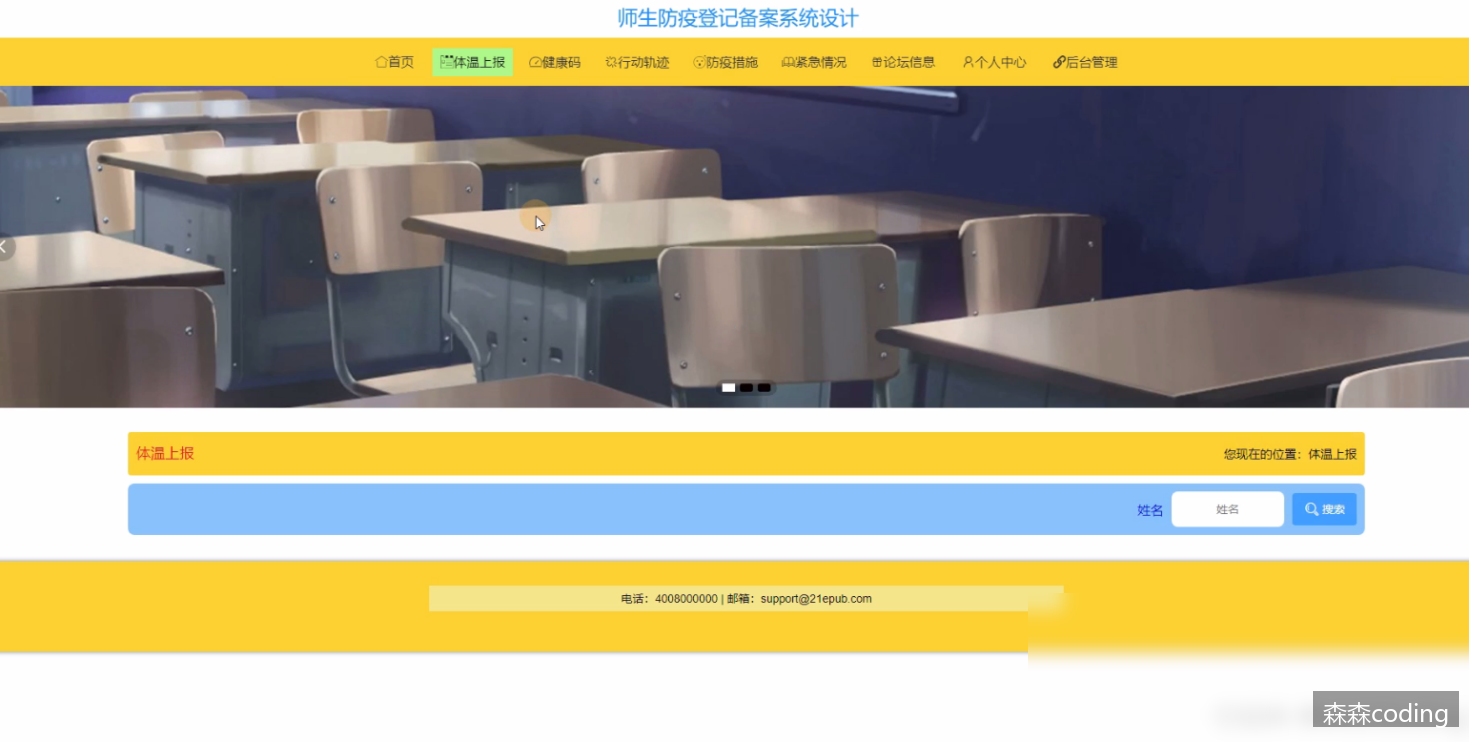 师生防疫登记备案系统设计
首页 体温上报 健康码 行动轨迹 防疫措施 紧急情况 论坛信息 个人中心 后台管理
体温上报 您现在的位置：体温上报
姓名 姓名 搜索
电话：4008000000 | 邮箱：support@21epub.com
森森coding